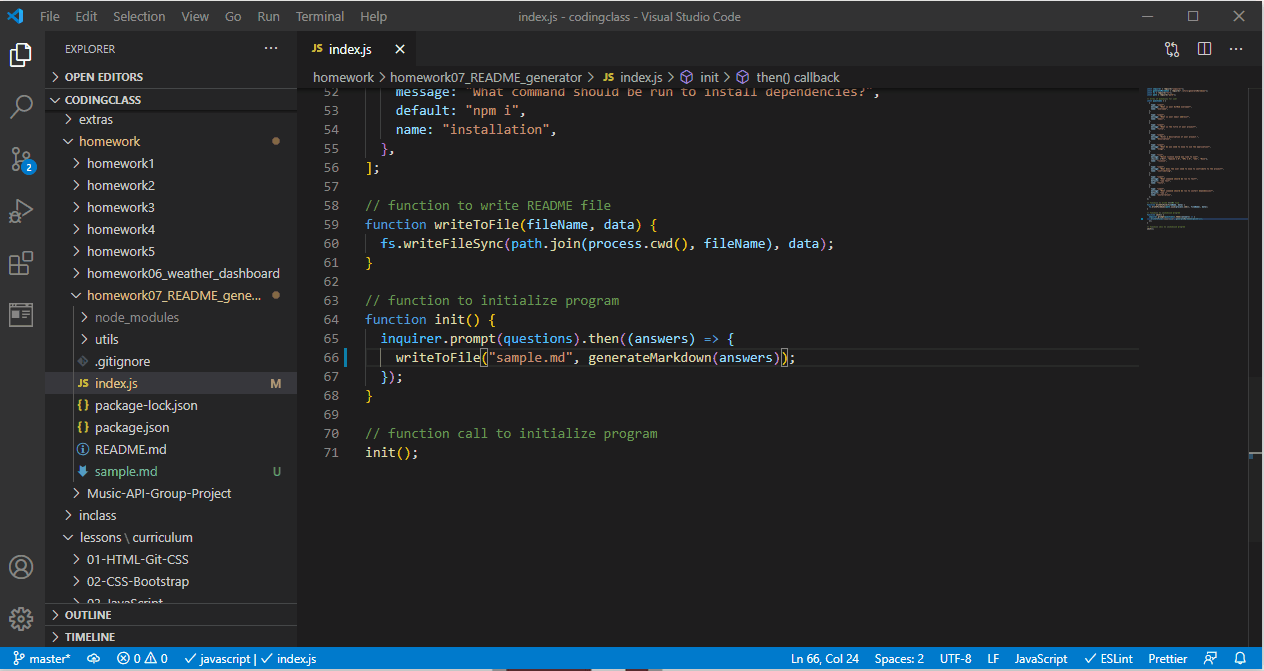 File Edit Selection View Go Run Terminal Help
index.js - codingclass - Visual Studio Code
EXPLORER
JS index.js
OPEN EDITORS
homework > homework07_README_generator > JS index.js > init > then() callback
CODINGCLASS
extras
homework
homework1
homework2
homework3
homework4
homework5
homework06_weather_dashboard
homework07_README_gene...
node_modules
utils
.gitignore
JS index.js M
{} package-lock.json
{} package.json
README.md
sample.md U
Music-API-Group-Project
inclass
lessons \ curriculum
01-HTML-Git-CSS
02-CSS-Bootstrap
02-JavaScript
OUTLINE
TIMELINE
2
52 message: "What command should be run to install dependencies?",
53 default: "npm i",
54 name: "installation",
55 },
56 ];
57
58 // function to write README file
59 function writeToFile(fileName, data) {
60 fs.writeFileSync(path.join(process.cwd(), fileName), data);
61 }
62
63 // function to initialize program
64 function init() {
65 inquirer.prompt(questions).then((answers) => {
66 writeToFile("sample.md", generateMarkdown(answers));
67 });
68 }
69
70 // function call to initialize program
71 init();
master* 0 0 javascript | index.js Ln 66, Col 24 Spaces: 2 UTF-8 LF JavaScript ESLint Prettier